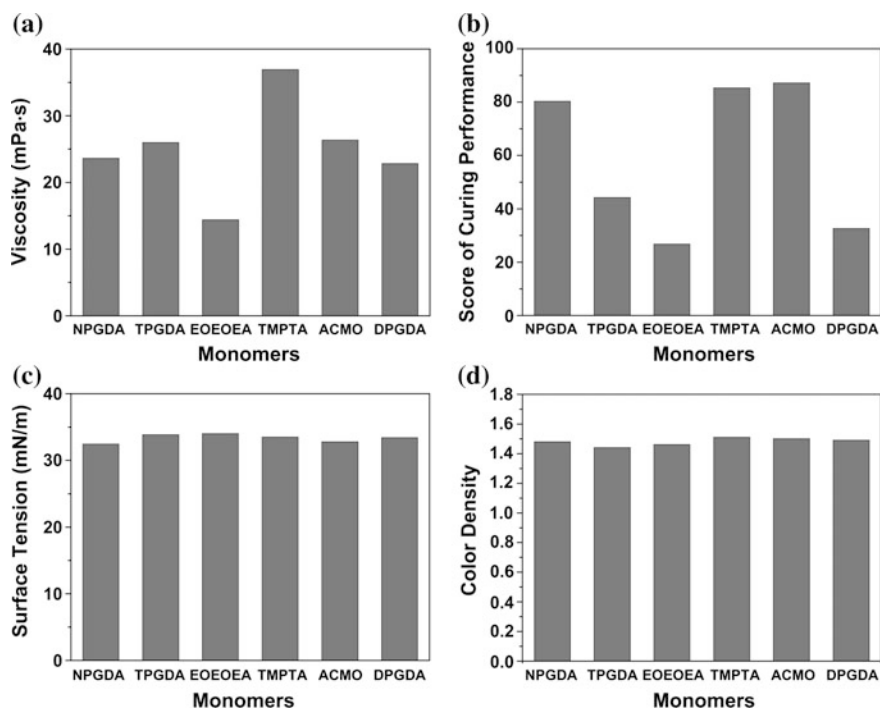 (a)
40
30
20
10
0
Viscosity (mPa·s)
NPGDA TPGDA EOEOEA TMPTA ACMO DPGDA
Monomers
(b)
100
80
60
40
20
0
Score of Curing Performance
NPGDA TPGDA EOEOEA TMPTA ACMO DPGDA
Monomers
(c)
40
30
20
10
0
Surface Tension (mN/m)
NPGDA TPGDA EOEOEA TMPTA ACMO DPGDA
Monomers
(d)
1.8
1.6
1.4
1.2
1.0
0.8
0.6
0.4
0.2
0.0
Color Density
NPGDA TPGDA EOEOEA TMPTA ACMO DPGDA
Monomers